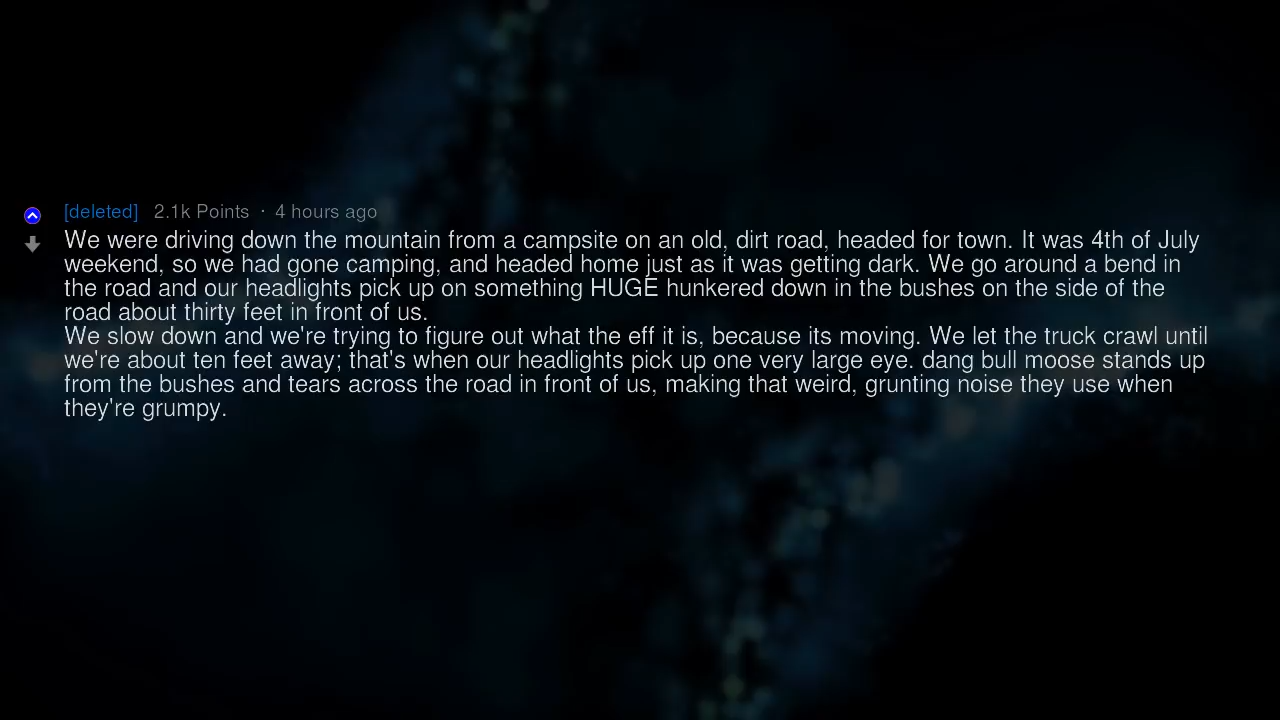 [deleted] 2.1k Points · 4 hours ago
We were driving down the mountain from a campsite on an old, dirt road, headed for town. It was 4th of July
weekend, so we had gone camping, and headed home just as it was getting dark. We go around a bend in
the road and our headlights pick up on something HUGE hunkered down in the bushes on the side of the
road about thirty feet in front of us.
We slow down and we're trying to figure out what the eff it is, because its moving. We let the truck crawl until
we're about ten feet away; that's when our headlights pick up one very large eye. dang bull moose stands up
from the bushes and tears across the road in front of us, making that weird, grunting noise they use when
they're grumpy.